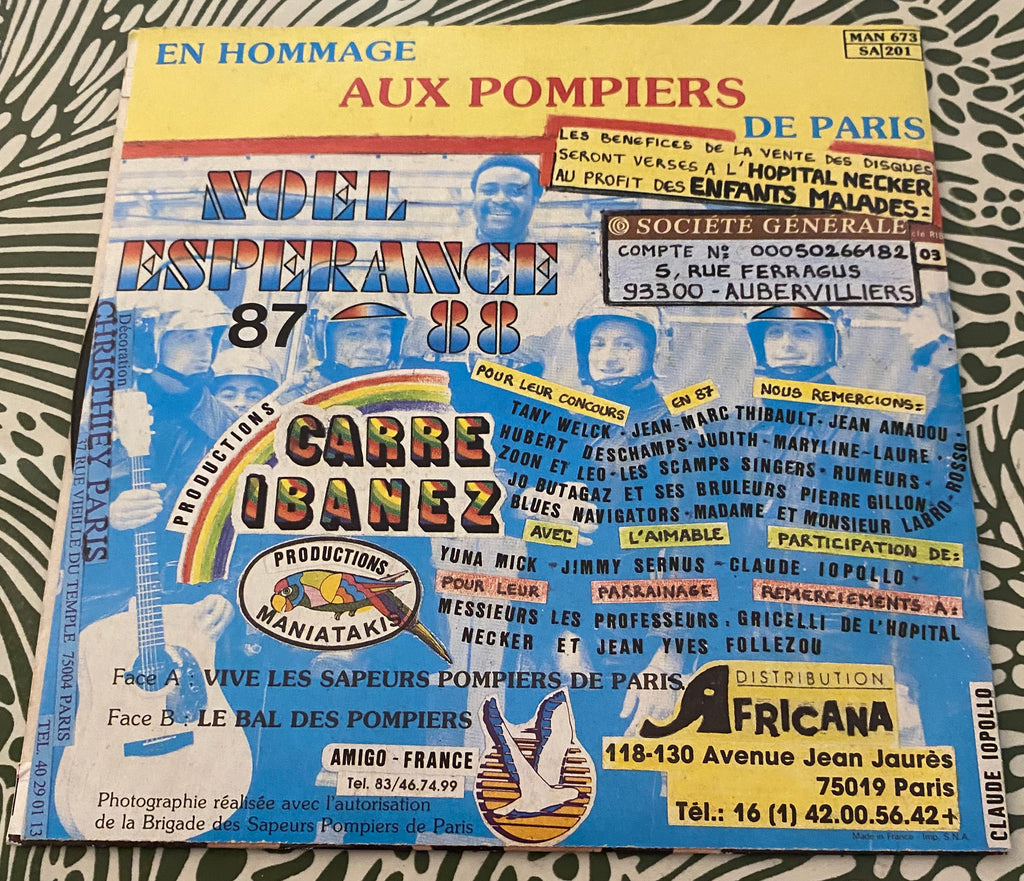 EN HOMMAGE
AUX POMPIERS
DE PARIS
MAN 673
SA 201
LES BENEFICES DE LA VENTE DES DISQUES
SERONT VERSES A L'HOPITAL NECKER
AU PROFIT DES ENFANTS MALADES:
SOCIÉTÉ GÉNÉRALE
cle RIB
COMPTE Nº 00050266182 03
5, RUE FERRAGUS
93300 - AUBERVILLIERS
NOEL
ESPERANCE
87 88
Décoration
CHRISTHIEY PARIS
RUE VIEILLE DU TEMPLE 75004 PARIS
TEL. 40 29 01 13
PRODUCTIONS
CARRE
IBANEZ
PRODUCTIONS
MANIATAKIS
POUR LEUR CONCOURS EN 87 NOUS REMERCIONS:
TANY WELCK - JEAN-MARC THIBAULT - JEAN AMADOU -
HUBERT DESCHAMPS - JUDITH - MARYLINE - LAURE -
ZOON ET LEO - LES SCAMPS SINGERS - RUMEURS -
JO BUTAGAZ ET SES BRULEURS PIERRE GILLON
BLUES NAVIGATORS - MADAME ET MONSIEUR LABRO-ROSSO
AVEC L'AIMABLE PARTICIPATION DE:
YUNA MICK - JIMMY SERNUS - CLAUDE IOPOLLO -
POUR LEUR PARRAINAGE REMERCIEMENTS A:
MESSIEURS LES PROFESSEURS. GRICELLI DE L'HOPITAL
NECKER ET JEAN YVES FOLLEZOU
Face A : VIVE LES SAPEURS POMPIERS DE PARIS.
Face B : LE BAL DES POMPIERS
DISTRIBUTION
AFRICANA
118-130 Avenue Jean Jaurès
75019 Paris
Tél.: 16 (1) 42.00.56.42+
AMIGO - FRANCE
Tel. 83/46.74.99
Photographie réalisée avec l'autorisation
de la Brigade des Sapeurs Pompiers de Paris
Made in France Imp. S.N.A.
CLAUDE IOPOLLO